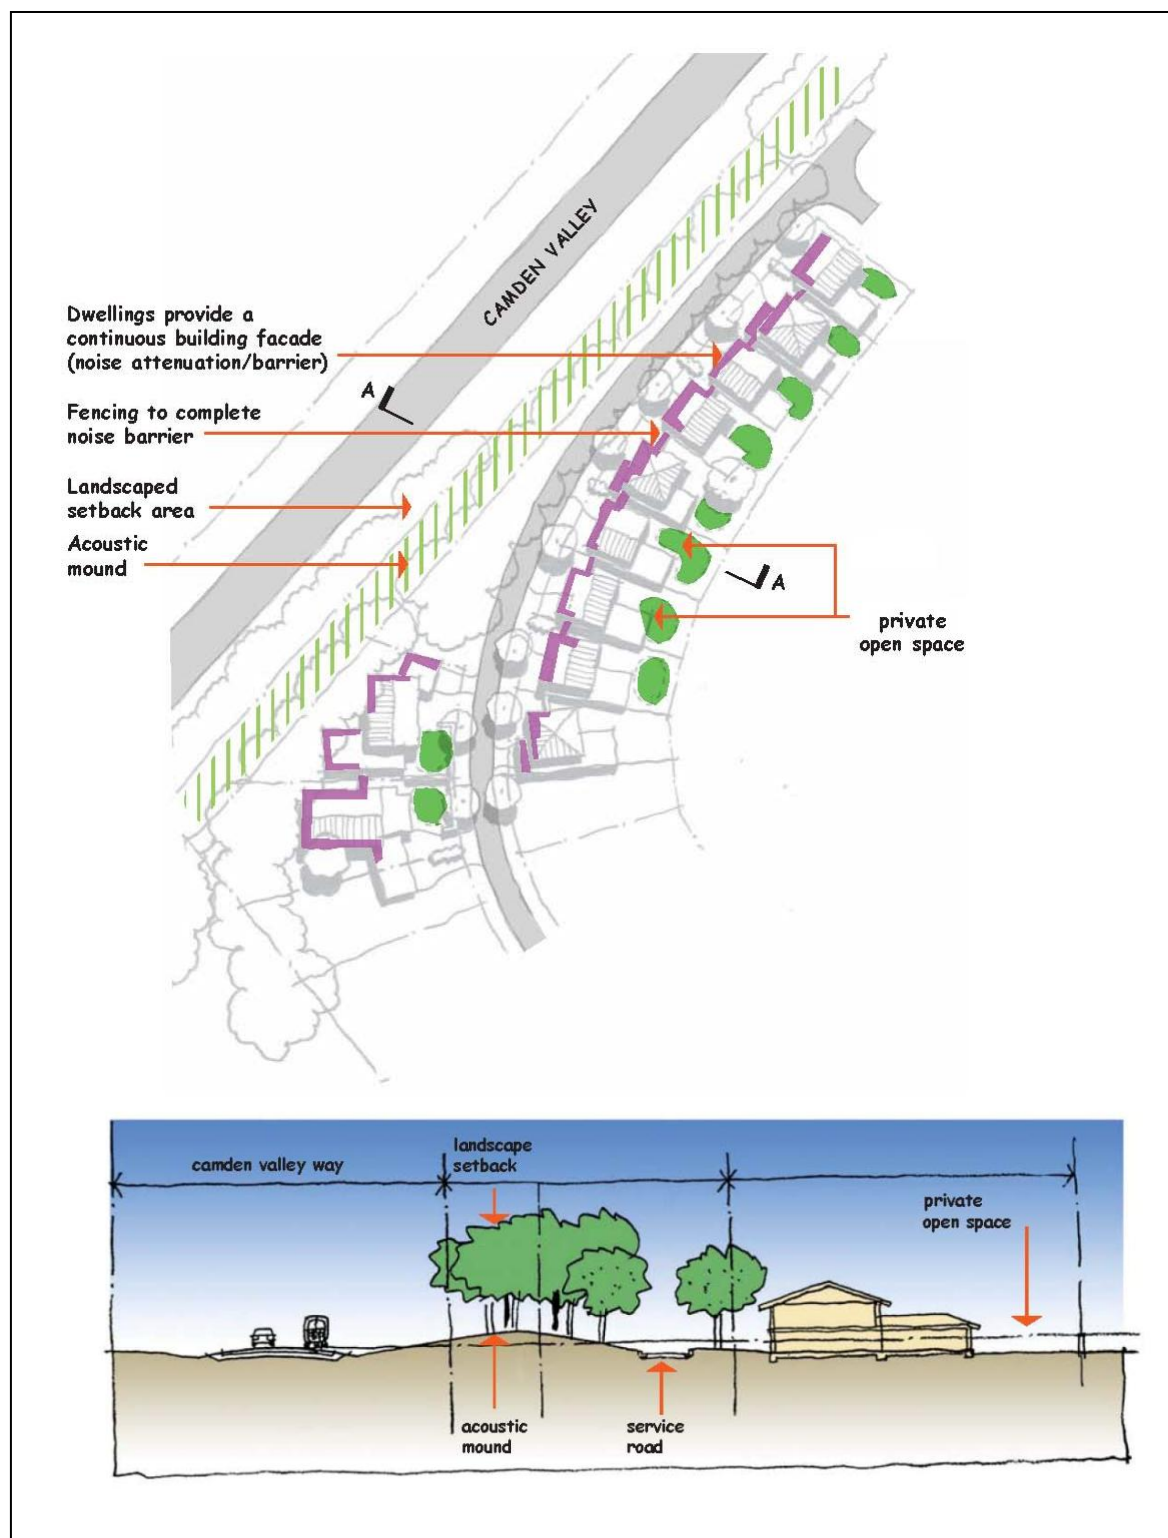 CAMDEN VALLEY
Dwellings provide a
continuous building facade
(noise attenuation/barrier)
A
Fencing to complete
noise barrier
Landscaped
setback area
Acoustic
mound
A
private
open space
camden valley way
landscape
setback
private
open space
acoustic
mound
service
road